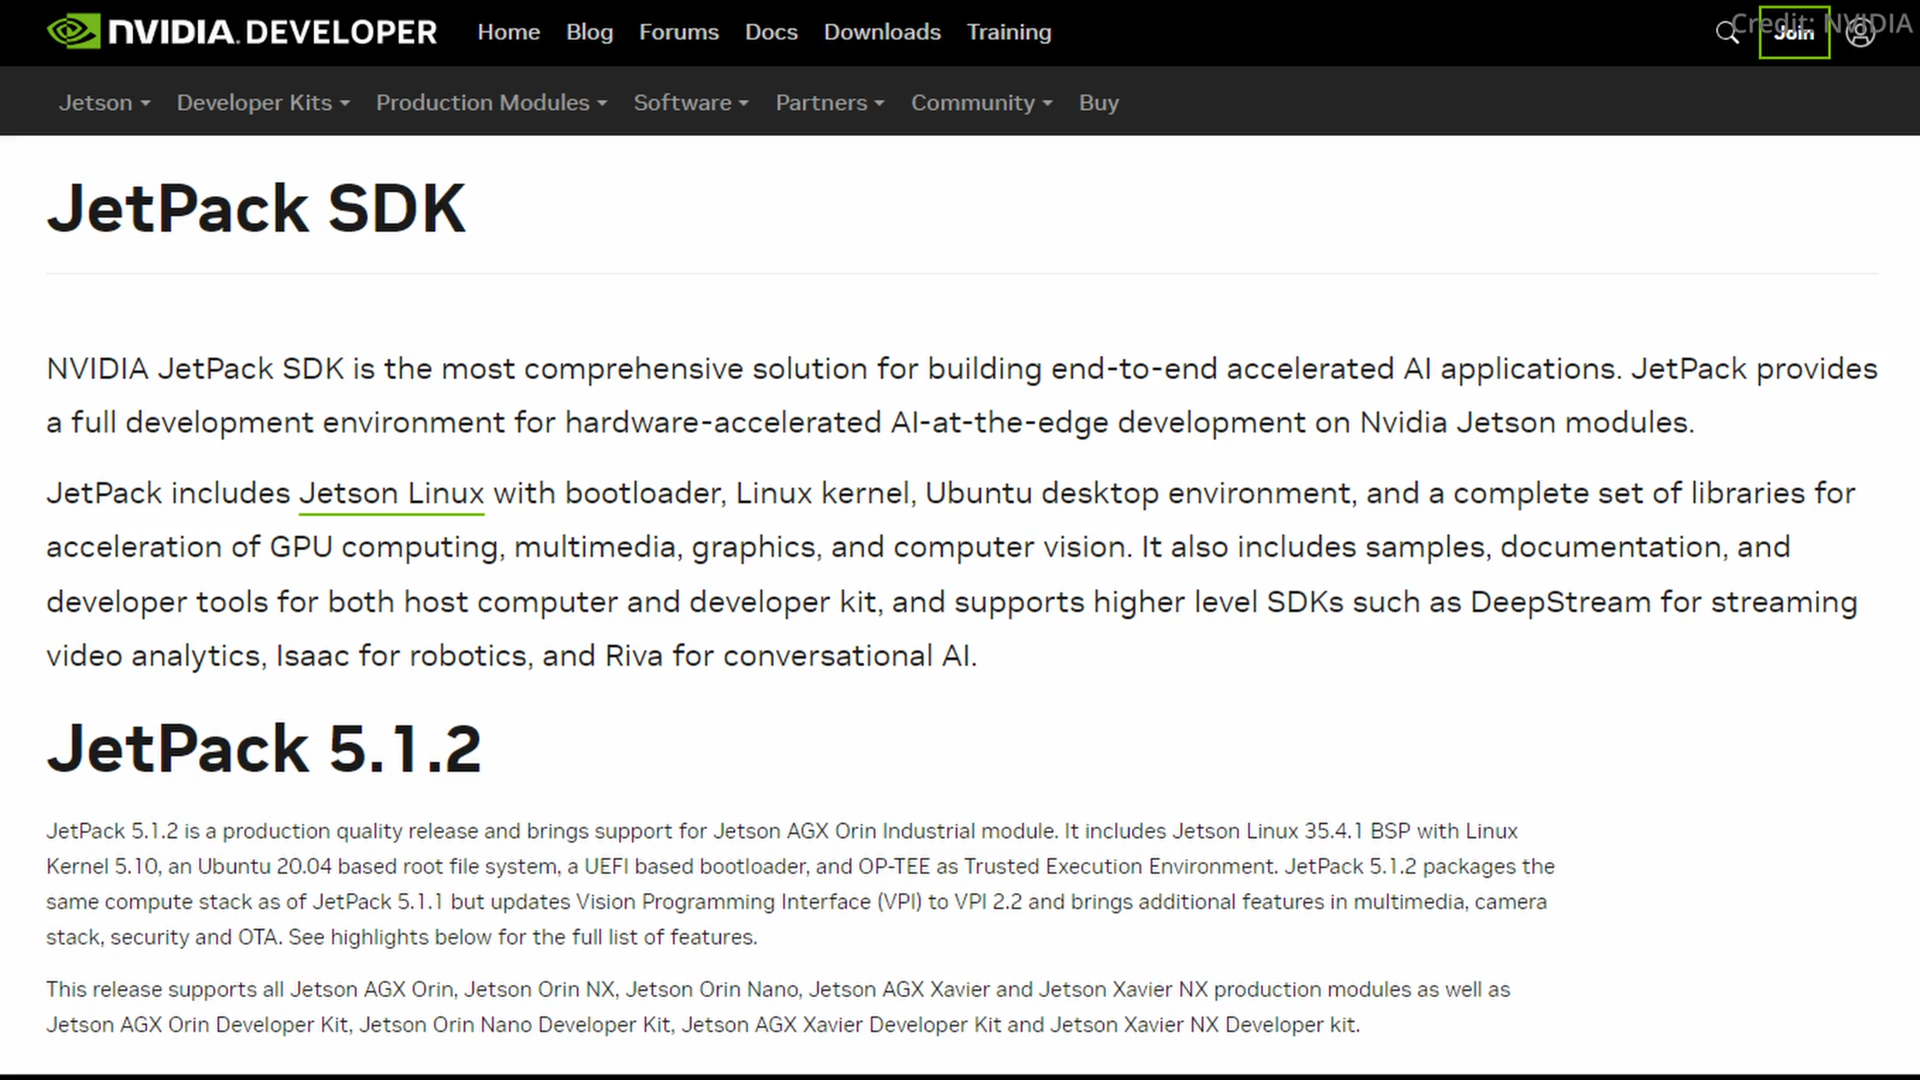 NVIDIA. DEVELOPER Home Blog Forums Docs Downloads Training Join Credit: NVIDIA
Jetson Developer Kits Production Modules Software Partners Community Buy
JetPack SDK
NVIDIA JetPack SDK is the most comprehensive solution for building end-to-end accelerated AI applications. JetPack provides
a full development environment for hardware-accelerated AI-at-the-edge development on Nvidia Jetson modules.
JetPack includes Jetson Linux with bootloader, Linux kernel, Ubuntu desktop environment, and a complete set of libraries for
acceleration of GPU computing, multimedia, graphics, and computer vision. It also includes samples, documentation, and
developer tools for both host computer and developer kit, and supports higher level SDKs such as DeepStream for streaming
video analytics, Isaac for robotics, and Riva for conversational AI.
JetPack 5.1.2
JetPack 5.1.2 is a production quality release and brings support for Jetson AGX Orin Industrial module. It includes Jetson Linux 35.4.1 BSP with Linux
Kernel 5.10, an Ubuntu 20.04 based root file system, a UEFI based bootloader, and OP-TEE as Trusted Execution Environment. JetPack 5.1.2 packages the
same compute stack as of JetPack 5.1.1 but updates Vision Programming Interface (VPI) to VPI 2.2 and brings additional features in multimedia, camera
stack, security and OTA. See highlights below for the full list of features.
This release supports all Jetson AGX Orin, Jetson Orin NX, Jetson Orin Nano, Jetson AGX Xavier and Jetson Xavier NX production modules as well as
Jetson AGX Orin Developer Kit, Jetson Orin Nano Developer Kit, Jetson AGX Xavier Developer Kit and Jetson Xavier NX Developer kit.